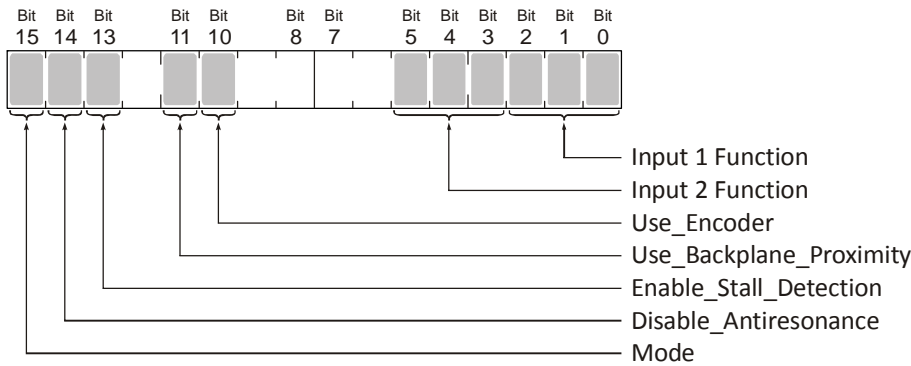 Bit Bit Bit Bit Bit Bit Bit Bit Bit Bit Bit Bit Bit
15 14 13 11 10 8 7 5 4 3 2 1 0
Input 1 Function
Input 2 Function
Use_Encoder
Use_Backplane_Proximity
Enable_Stall_Detection
Disable_Antiresonance
Mode